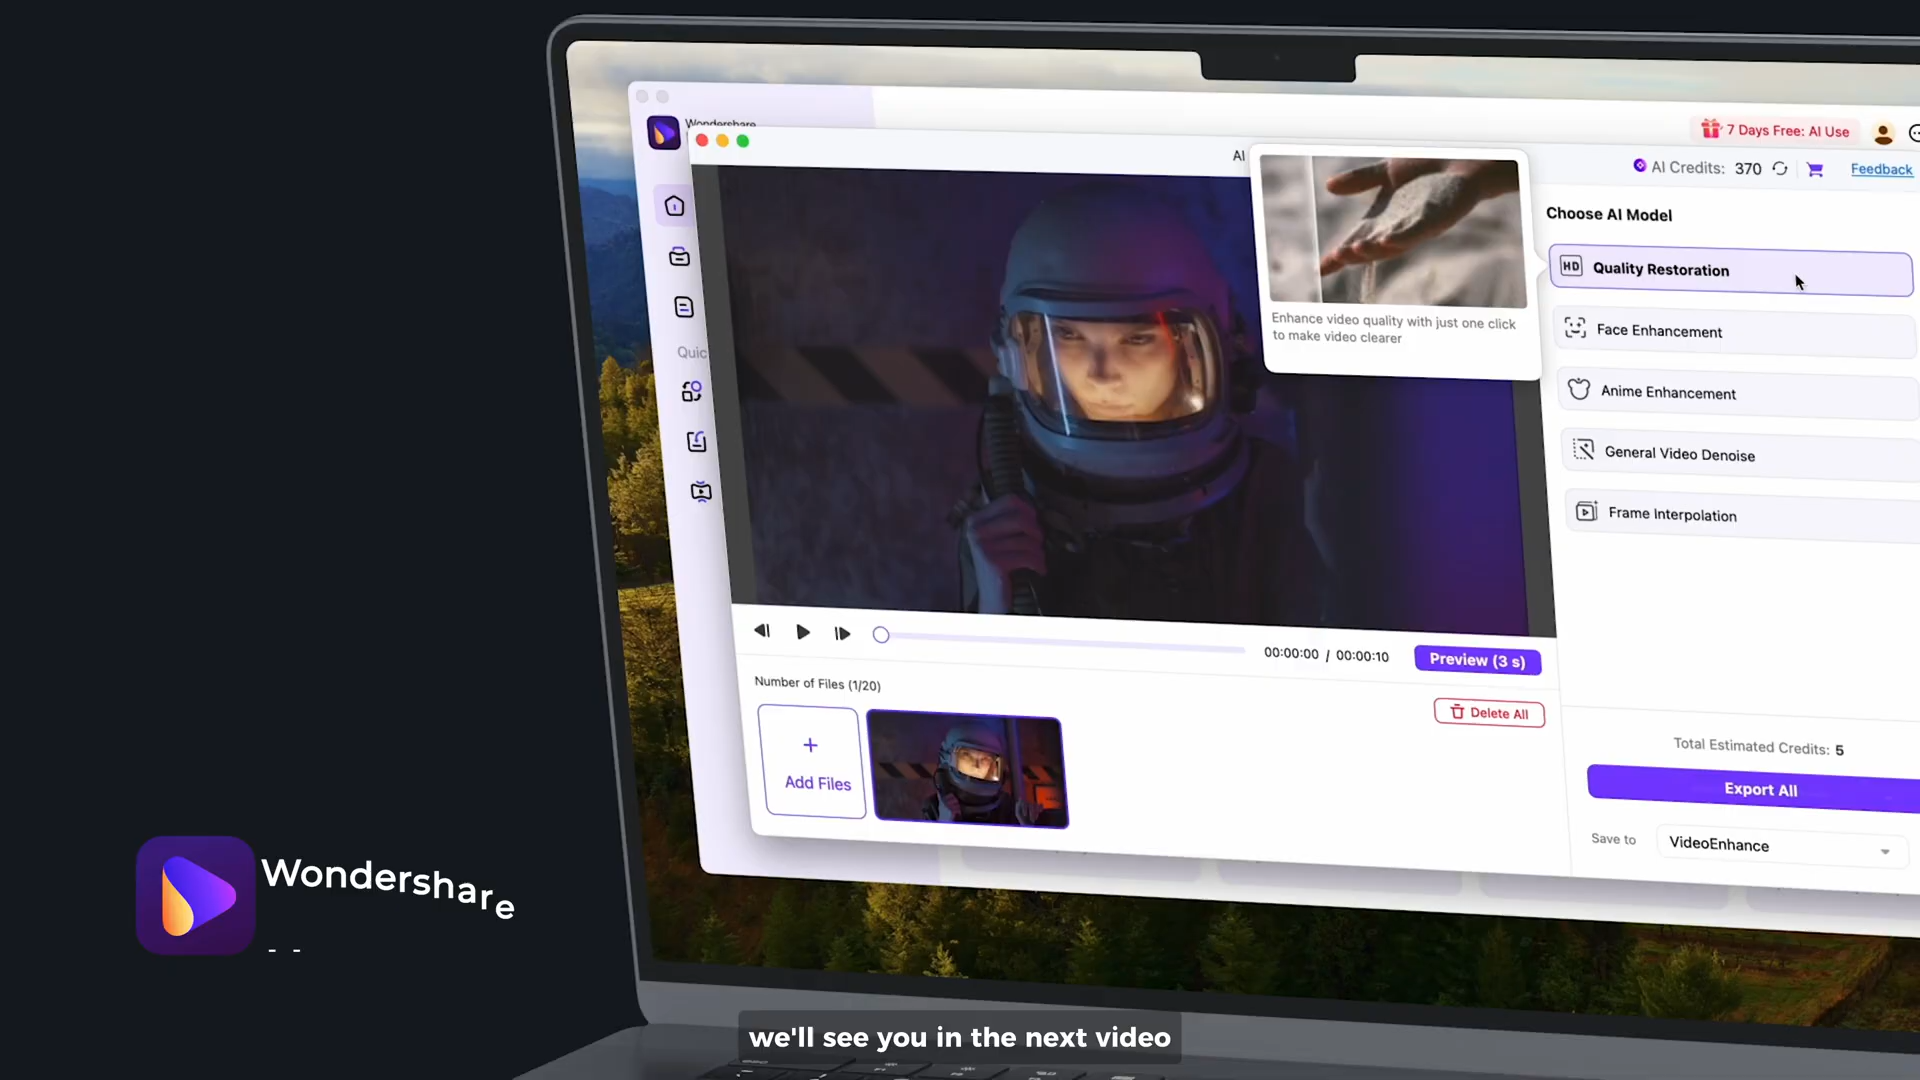 Wondershare
7 Days Free: AI Use
AI
AI Credits: 370
Feedback
Choose AI Model
HD Quality Restoration
Enhance video quality with just one click
to make video clearer
Face Enhancement
Anime Enhancement
General Video Denoise
Frame Interpolation
Quic
00:00:00 / 00:00:10
Preview (3 s)
Number of Files (1/20)
Delete All
+
Add Files
Total Estimated Credits: 5
Export All
Save to
VideoEnhance
Wondershare
we'll see you in the next video